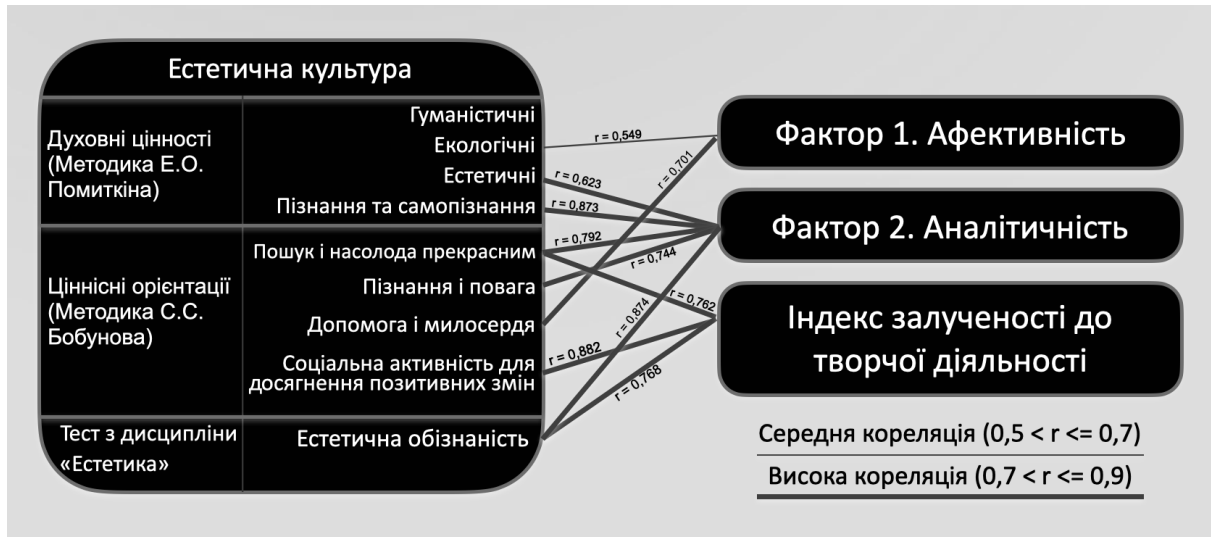 Естетична культура
Духовні цінності
(Методика Е.О.
Помиткіна)
Гуманістичні
Екологічні
Естетичні
Пізнання та самопізнання
Ціннісні орієнтації
(Методика С.С.
Бобунова)
Пошук і насолода прекрасним
Пізнання і повага
Допомога і милосердя
Соціальна активність для
досягнення позитивних змін
Тест з дисципліни
«Естетика»
Естетична обізнаність
r = 0,549
r = 0,701
r = 0,623
r = 0,873
r = 0,792
r = 0,744
r = 0,762
r = 0,874
r = 0,882
r = 0,768
Фактор 1. Афективність
Фактор 2. Аналітичність
Індекс залученості до
творчої діяльності
Середня кореляція (0,5 < r <= 0,7)
Висока кореляція (0,7 < r <= 0,9)